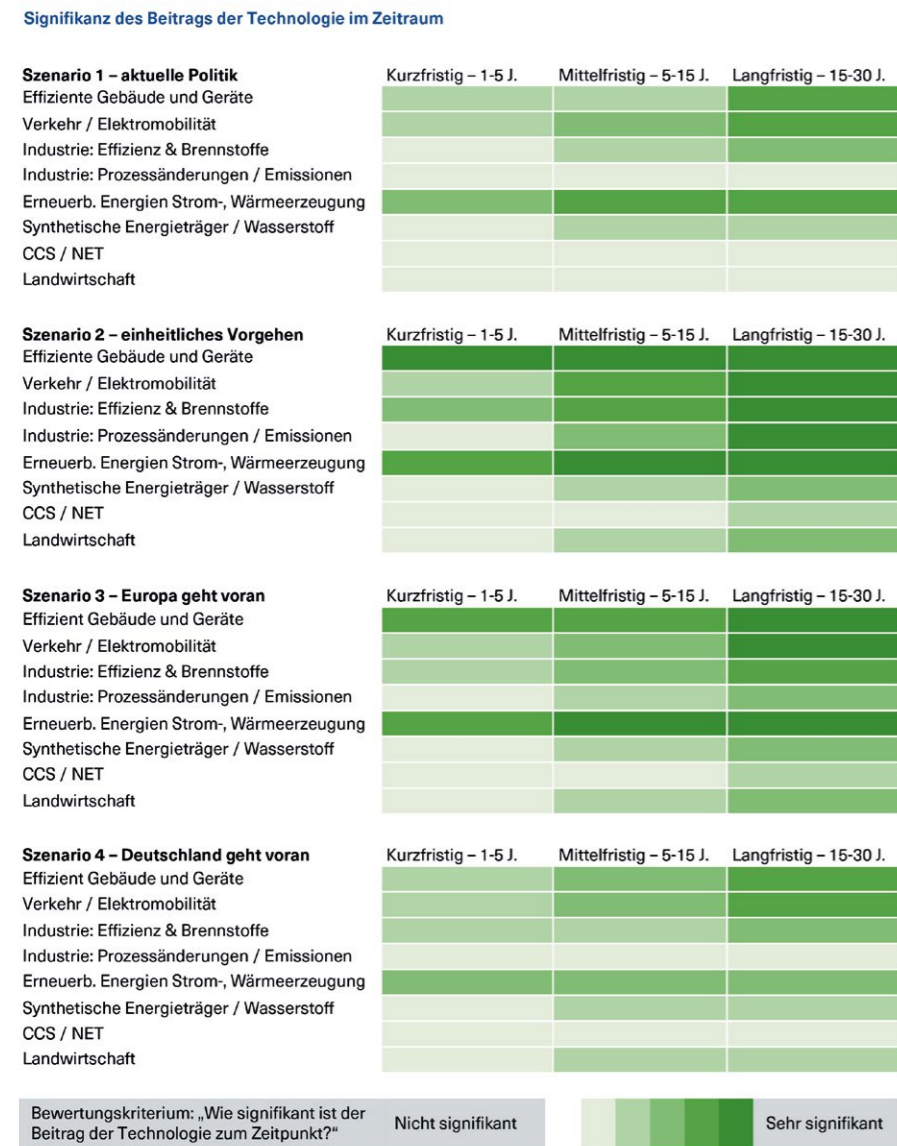 Signifikanz des Beitrags der Technologie im Zeitraum
Szenario 1 – aktuelle Politik Kurzfristig – 1-5 J. Mittelfristig – 5-15 J. Langfristig – 15-30 J.
Effiziente Gebäude und Geräte
Verkehr / Elektromobilität
Industrie: Effizienz & Brennstoffe
Industrie: Prozessänderungen / Emissionen
Erneuerb. Energien Strom-, Wärmeerzeugung
Synthetische Energieträger / Wasserstoff
CCS / NET
Landwirtschaft
Szenario 2 – einheitliches Vorgehen Kurzfristig – 1-5 J. Mittelfristig – 5-15 J. Langfristig – 15-30 J.
Effiziente Gebäude und Geräte
Verkehr / Elektromobilität
Industrie: Effizienz & Brennstoffe
Industrie: Prozessänderungen / Emissionen
Erneuerb. Energien Strom-, Wärmeerzeugung
Synthetische Energieträger / Wasserstoff
CCS / NET
Landwirtschaft
Szenario 3 – Europa geht voran Kurzfristig – 1-5 J. Mittelfristig – 5-15 J. Langfristig – 15-30 J.
Effizient Gebäude und Geräte
Verkehr / Elektromobilität
Industrie: Effizienz & Brennstoffe
Industrie: Prozessänderungen / Emissionen
Erneuerb. Energien Strom-, Wärmeerzeugung
Synthetische Energieträger / Wasserstoff
CCS / NET
Landwirtschaft
Szenario 4 – Deutschland geht voran Kurzfristig – 1-5 J. Mittelfristig – 5-15 J. Langfristig – 15-30 J.
Effizient Gebäude und Geräte
Verkehr / Elektromobilität
Industrie: Effizienz & Brennstoffe
Industrie: Prozessänderungen / Emissionen
Erneuerb. Energien Strom-, Wärmeerzeugung
Synthetische Energieträger / Wasserstoff
CCS / NET
Landwirtschaft
Bewertungskriterium: „Wie signifikant ist der
Beitrag der Technologie zum Zeitpunkt?“
Nicht signifikant
Sehr signifikant